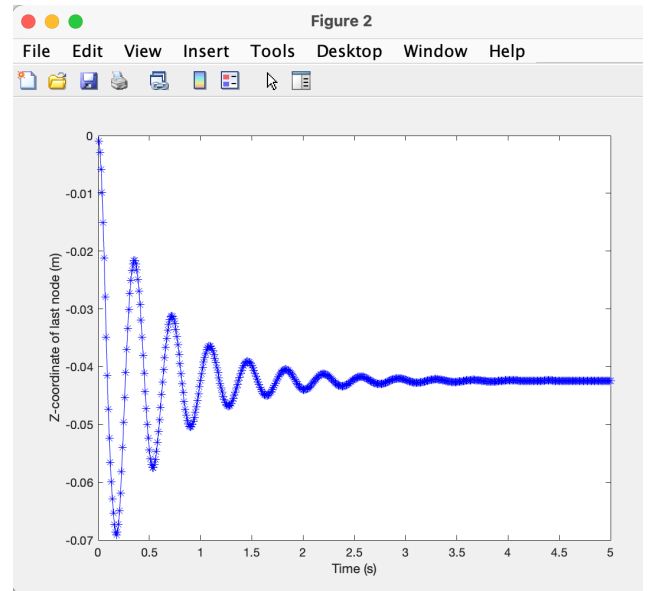 Figure 2
File Edit View Insert Tools Desktop Window Help
0
-0.01
-0.02
-0.03
-0.04
-0.05
-0.06
-0.07
Z-coordinate of last node (m)
0 0.5 1 1.5 2 2.5 3 3.5 4 4.5 5
Time (s)